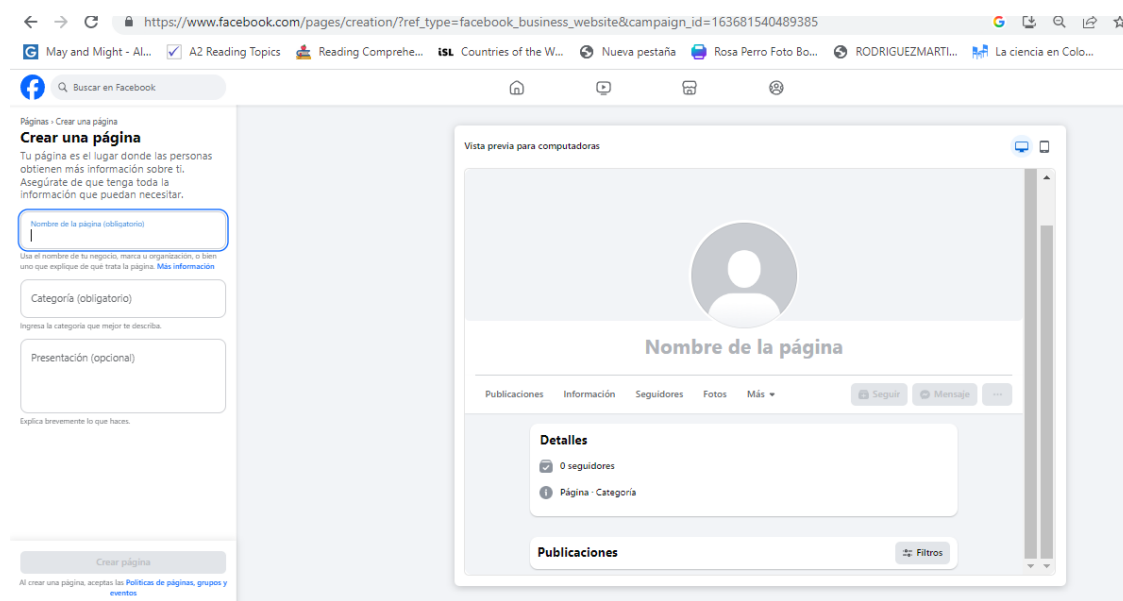 https://www.facebook.com/pages/creation/?ref_type=facebook_business_website&campaign_id=163681540489385
May and Might - Al... A2 Reading Topics Reading Comprehe... iSL Countries of the W... Nueva pestaña Rosa Perro Foto Bo... RODRIGUEZMARTI... La ciencia en Colo...
Buscar en Facebook
Páginas › Crear una página
Crear una página
Tu página es el lugar donde las personas
obtienen más información sobre ti.
Asegúrate de que tenga toda la
información que puedan necesitar.
Nombre de la página (obligatorio)
Usa el nombre de tu negocio, marca u organización, o bien
uno que explique de qué trata la página. Más información
Categoría (obligatorio)
Ingresa la categoría que mejor te describa.
Presentación (opcional)
Explica brevemente lo que haces.
Crear página
Al crear una página, aceptas las Políticas de páginas, grupos y
eventos
Vista previa para computadoras
Nombre de la página
Publicaciones Información Seguidores Fotos Más Seguir Mensaje ...
Detalles
0 seguidores
Página · Categoría
Publicaciones Filtros